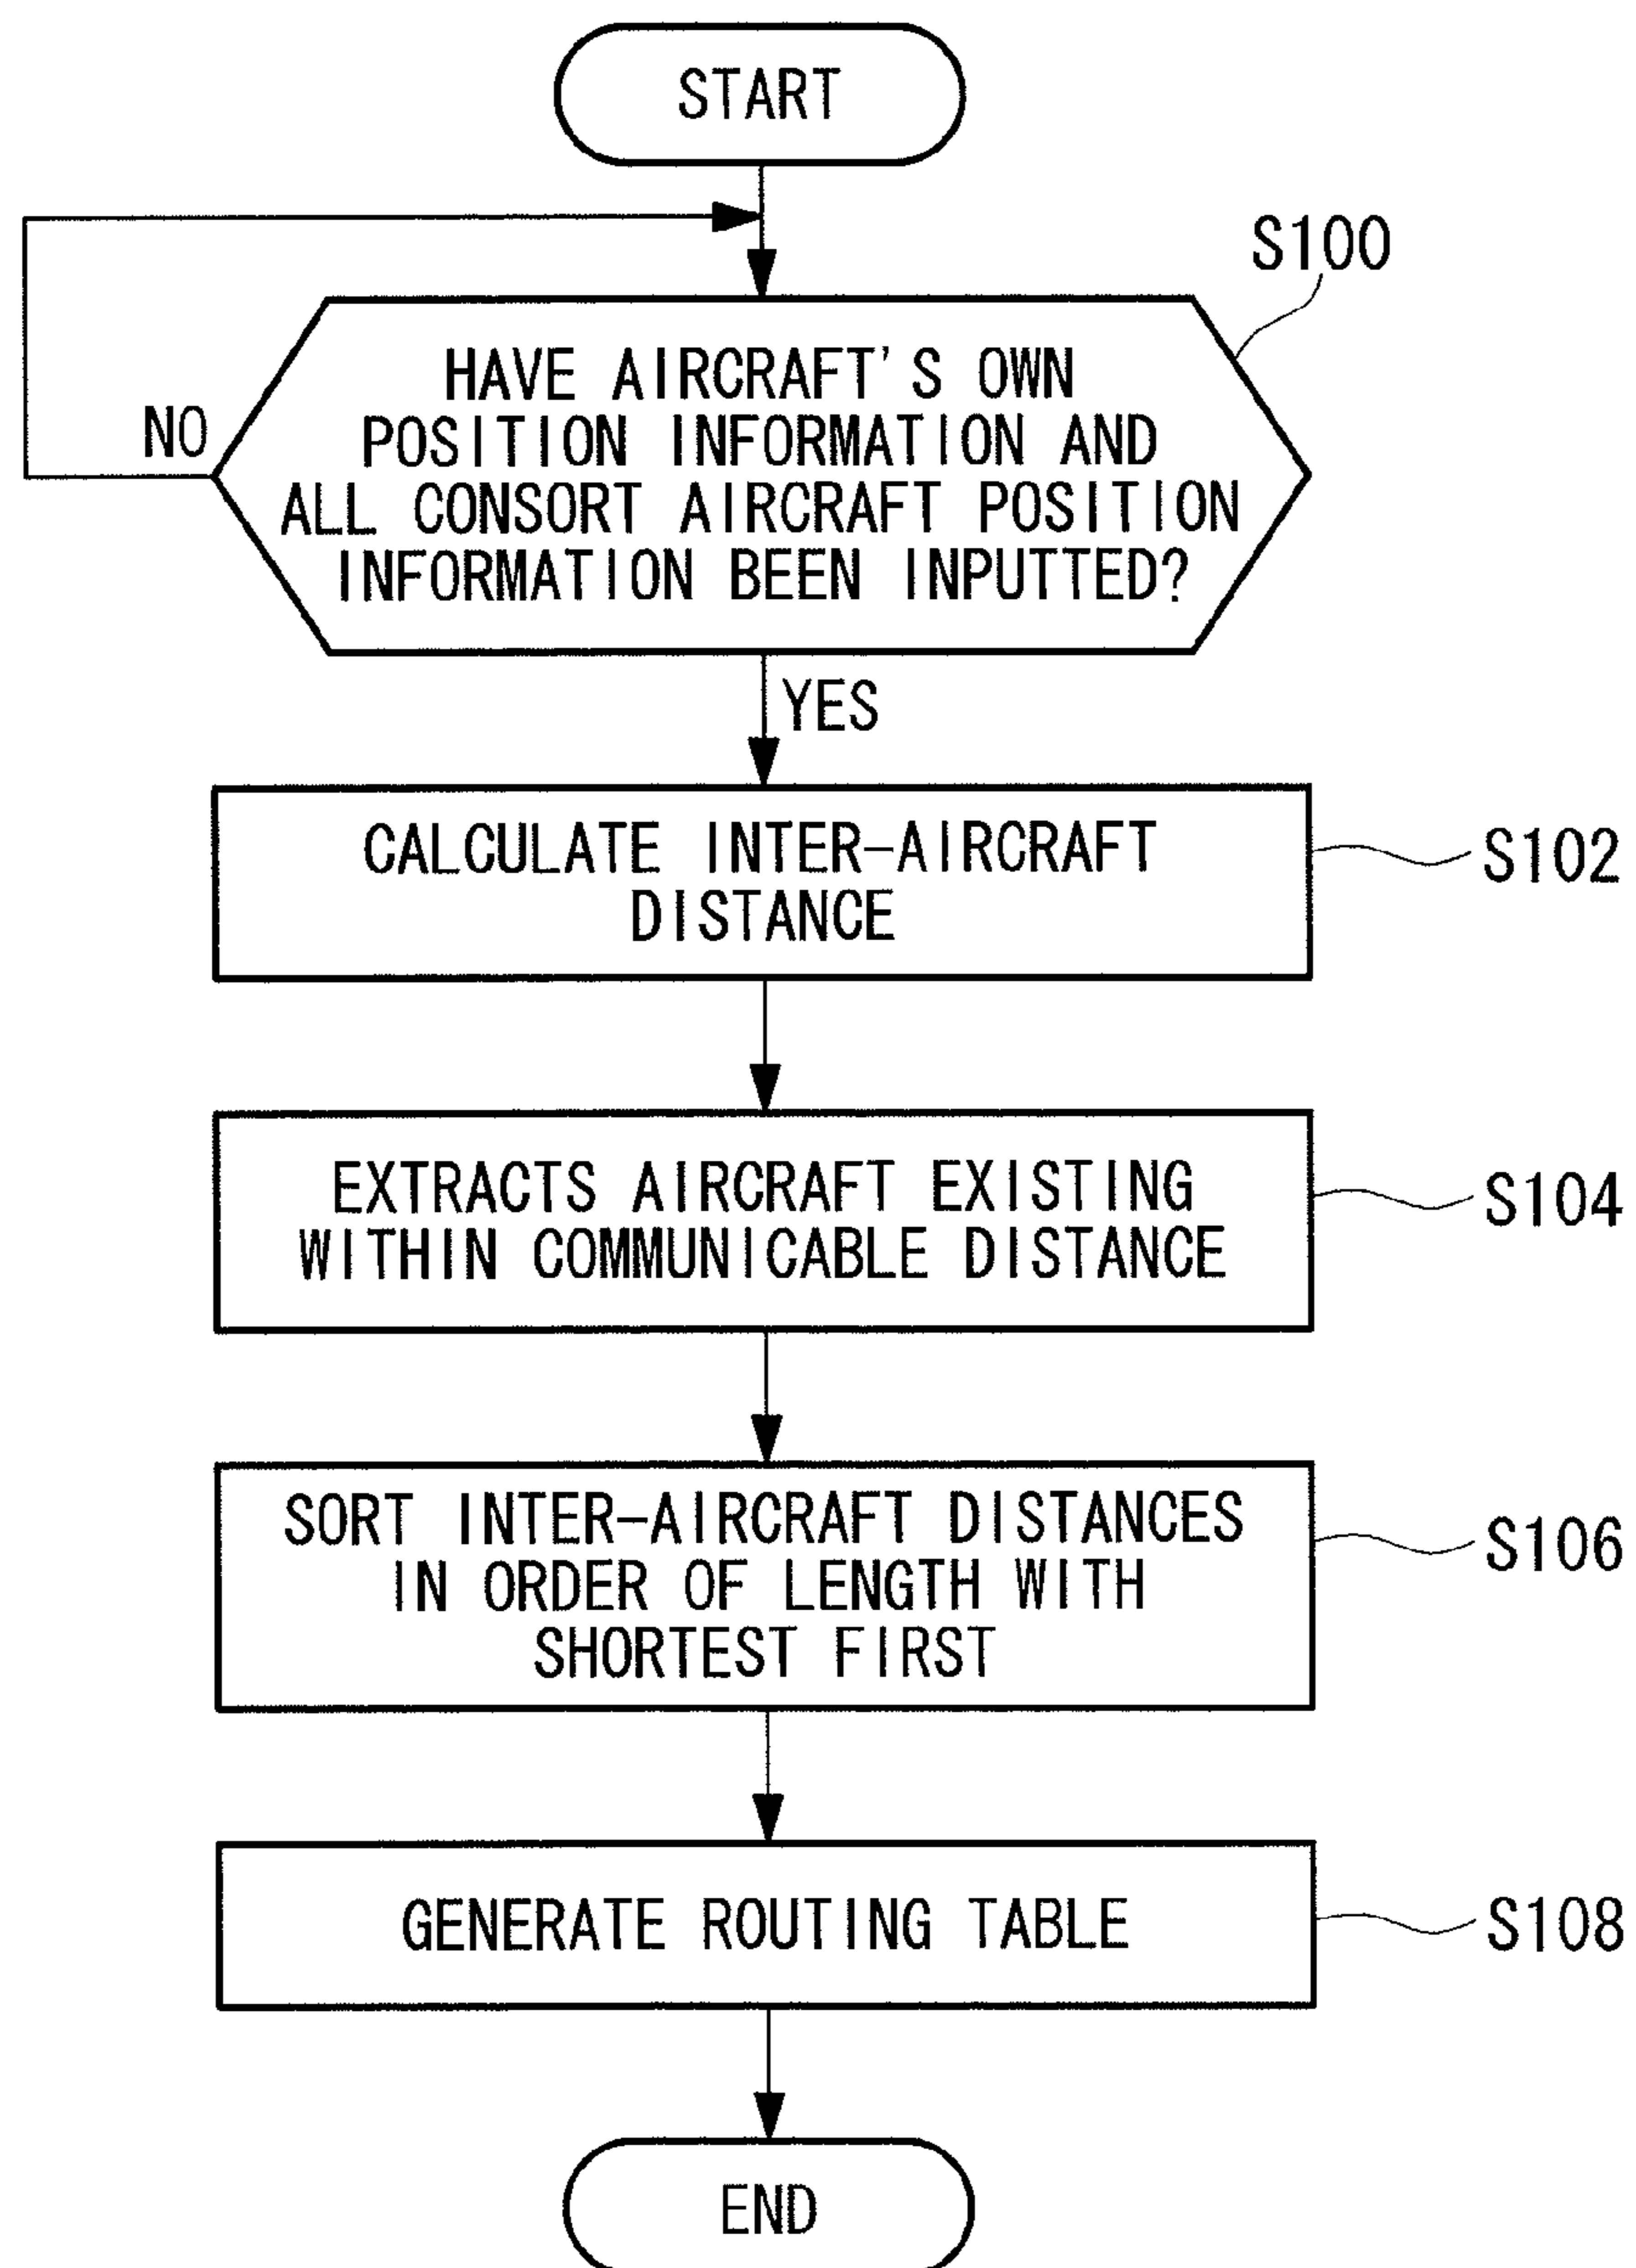 START
S100
HAVE AIRCRAFT'S OWN
POSITION INFORMATION AND
ALL CONSORT AIRCRAFT POSITION
INFORMATION BEEN INPUTTED?
NO
YES
CALCULATE INTER-AIRCRAFT
DISTANCE
S102
EXTRACTS AIRCRAFT EXISTING
WITHIN COMMUNICABLE DISTANCE
S104
SORT INTER-AIRCRAFT DISTANCES
IN ORDER OF LENGTH WITH
SHORTEST FIRST
S106
GENERATE ROUTING TABLE
S108
END